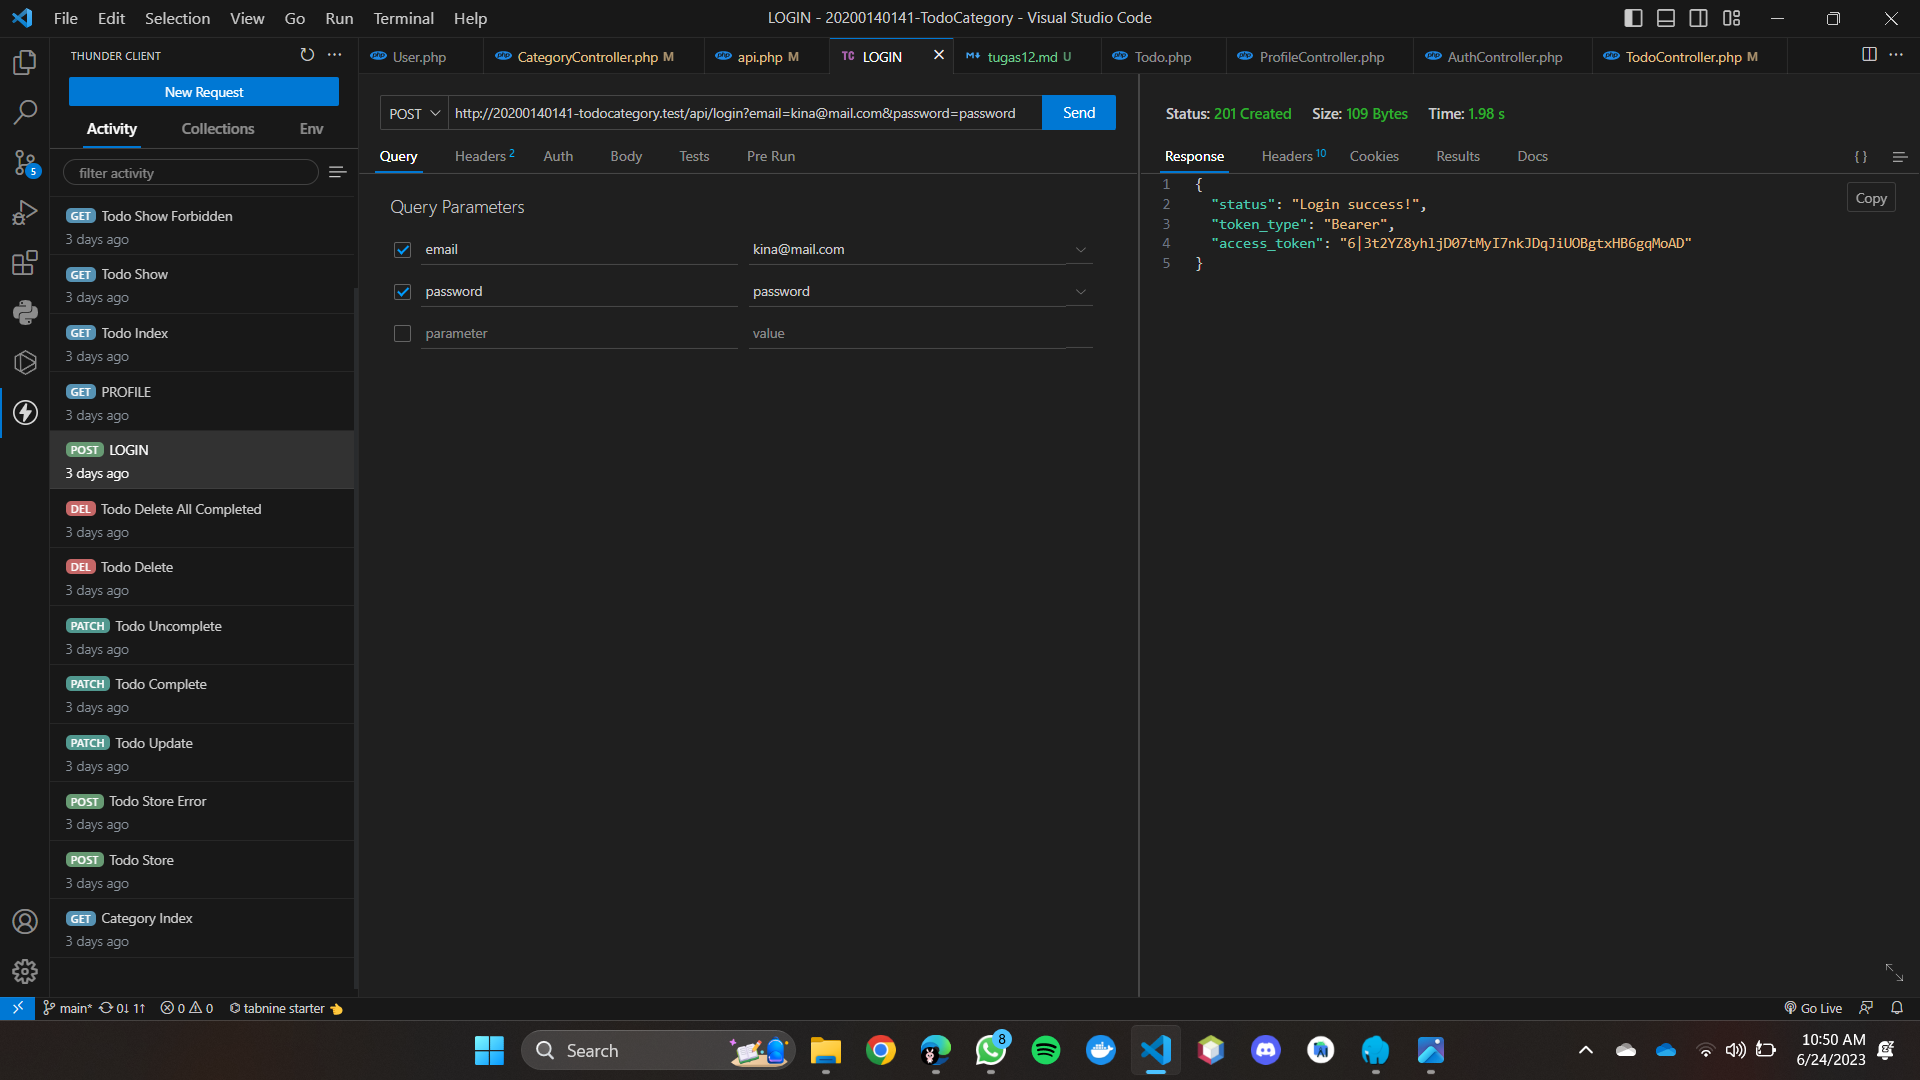 File Edit Selection View Go Run Terminal Help
LOGIN - 20200140141-TodoCategory - Visual Studio Code
THUNDER CLIENT
New Request
Activity Collections Env
filter activity
GET Todo Show Forbidden
3 days ago
GET Todo Show
3 days ago
GET Todo Index
3 days ago
GET PROFILE
3 days ago
POST LOGIN
3 days ago
DEL Todo Delete All Completed
3 days ago
DEL Todo Delete
3 days ago
PATCH Todo Uncomplete
3 days ago
PATCH Todo Complete
3 days ago
PATCH Todo Update
3 days ago
POST Todo Store Error
3 days ago
POST Todo Store
3 days ago
GET Category Index
3 days ago
5
User.php CategoryController.php M api.php M TC LOGIN tugas12.md U Todo.php ProfileController.php AuthController.php TodoController.php M
POST http://20200140141-todocategory.test/api/login?email=kina@mail.com&password=password Send
Query Headers 2 Auth Body Tests Pre Run
Query Parameters
email kina@mail.com
password password
parameter value
Status: 201 Created Size: 109 Bytes Time: 1.98 s
Response Headers 10 Cookies Results Docs { }
Copy
1 {
2 "status": "Login success!",
3 "token_type": "Bearer",
4 "access_token": "6|3t2YZ8yhljD07tMyI7nkJDqJiUOBgtxHB6gqMoAD"
5 }
main* 0↓ 1↑ 0 0 tabnine starter
Go Live
Search
8
10:50 AM
6/24/2023